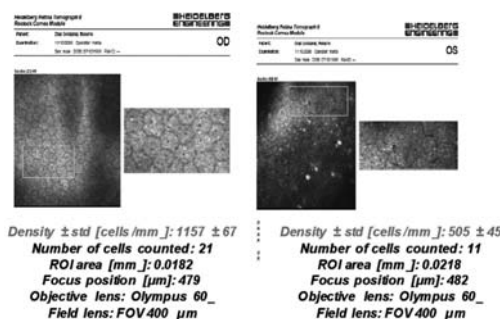 Heidelberg Retina Tomograph II
Rostock Cornea Module
HEIDELBERG
ENGINEERING
Patient:
Examination:
OD
Density ± std [cells/mm_]: 1157 ± 67
Number of cells counted: 21
ROI area [mm_]: 0.0182
Focus position [µm]: 479
Objective lens: Olympus 60_
Field lens: FOV 400 µm
Heidelberg Retina Tomograph II
Rostock Cornea Module
HEIDELBERG
ENGINEERING
Patient:
Examination:
OS
Density ± std [cells/mm_]: 505 ± 45
Number of cells counted: 11
ROI area [mm_]: 0.0218
Focus position [µm]: 482
Objective lens: Olympus 60_
Field lens: FOV 400 µm